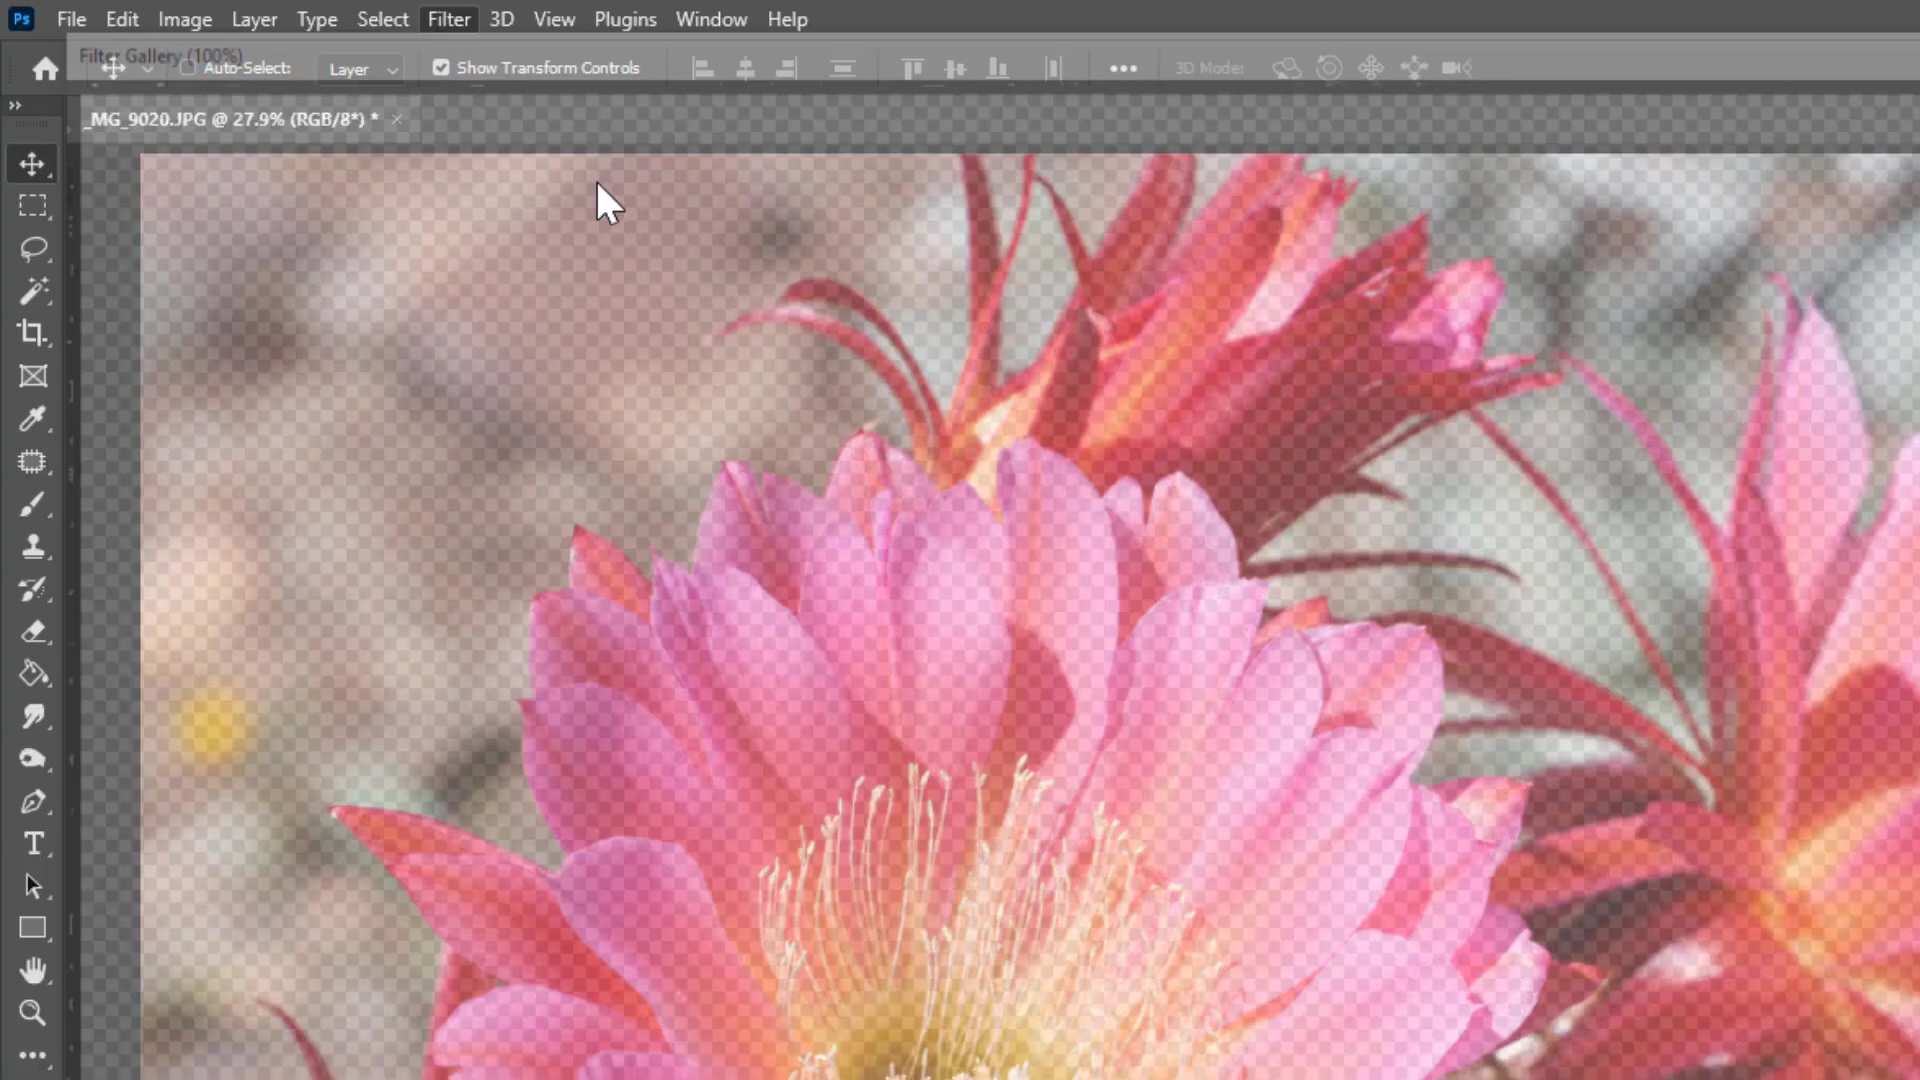 Ps File Edit Image Layer Type Select Filter 3D View Plugins Window Help
Filter Gallery (100%)
Auto-Select: Layer Show Transform Controls 3D Mode:
_MG_9020.JPG @ 27.9% (RGB/8*) *